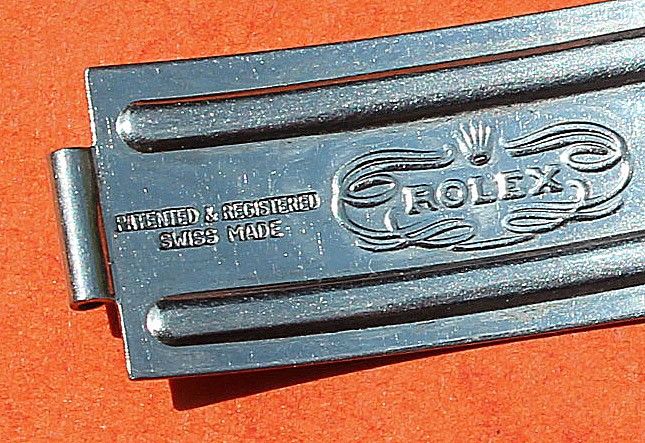 PATENTED & REGISTERED
SWISS MADE
ROLEX